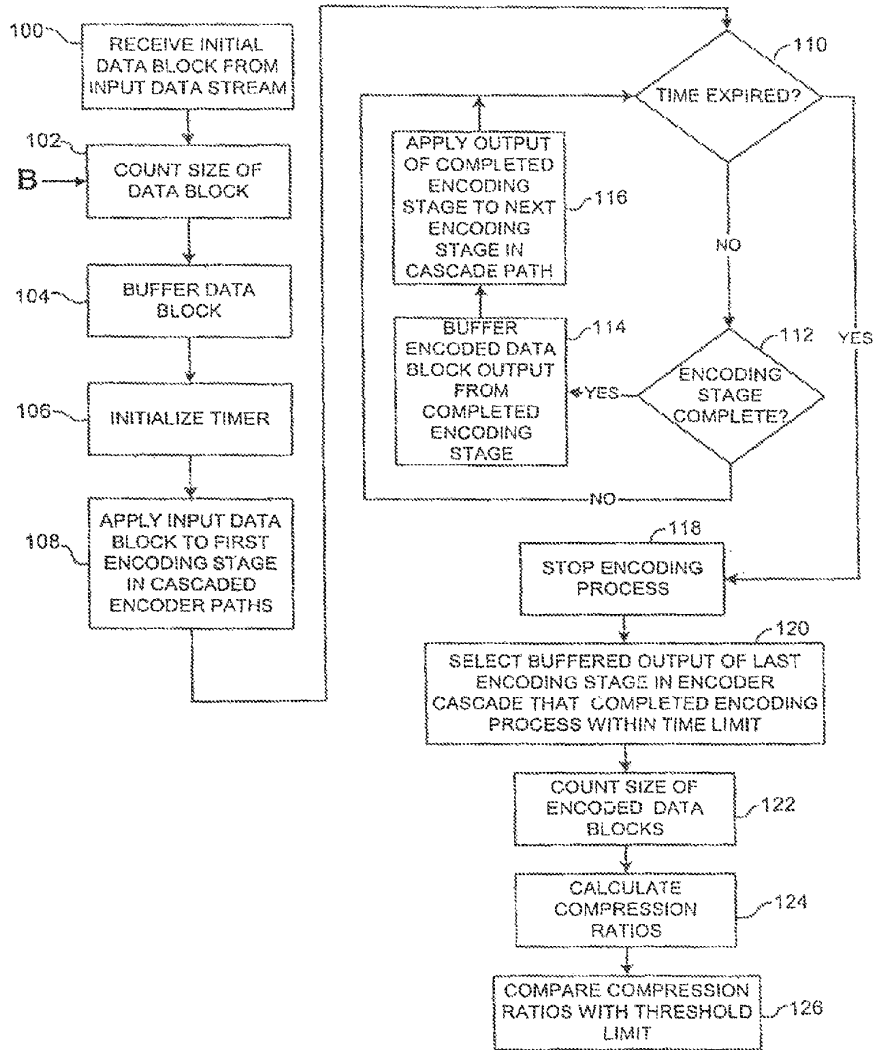 100
RECEIVE INITIAL
DATA BLOCK FROM
INPUT DATA STREAM
102
B
COUNT SIZE OF
DATA BLOCK
104
BUFFER DATA
BLOCK
106
INITIALIZE TIMER
108
APPLY INPUT DATA
BLOCK TO FIRST
ENCODING STAGE
IN CASCADED
ENCODER PATHS
110
TIME EXPIRED?
NO
YES
112
ENCODING
STAGE
COMPLETE?
YES
NO
114
BUFFER
ENCODED DATA
BLOCK OUTPUT
FROM
COMPLETED
ENCODING
STAGE
116
APPLY OUTPUT
OF COMPLETED
ENCODING
STAGE TO NEXT
ENCODING
STAGE IN
CASCADE PATH
118
STOP ENCODING
PROCESS
120
SELECT BUFFERED OUTPUT OF LAST
ENCODING STAGE IN ENCODER
CASCADE THAT COMPLETED ENCODING
PROCESS WITHIN TIME LIMIT
COUNT SIZE OF
ENCODED DATA
BLOCKS
122
CALCULATE
COMPRESSION
RATIOS
124
COMPARE COMPRESSION
RATIOS WITH THRESHOLD
LIMIT
126